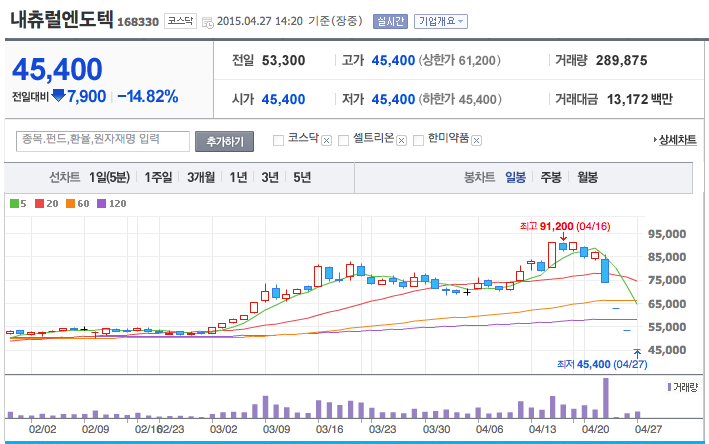 내츄럴엔도텍 168330 코스닥 2015.04.27 14:20 기준(장중) 실시간 기업개요
45,400
전일대비 7,900 -14.82%
전일 53,300 고가 45,400 (상한가 61,200) 거래량 289,875
시가 45,400 저가 45,400 (하한가 45,400) 거래대금 13,172 백만
종목.펀드,환율,원자재명 입력 추가하기 코스닥 셀트리온 한미약품 상세차트
선차트 1일(5분) 1주일 3개월 1년 3년 5년 봉차트 일봉 주봉 월봉
5 20 60 120
최고 91,200 (04/16)
95,000
85,000
75,000
65,000
55,000
45,000
최저 45,400 (04/27)
거래량
02/02 02/09 02/16 02/23 03/02 03/09 03/16 03/23 03/30 04/06 04/13 04/20 04/27